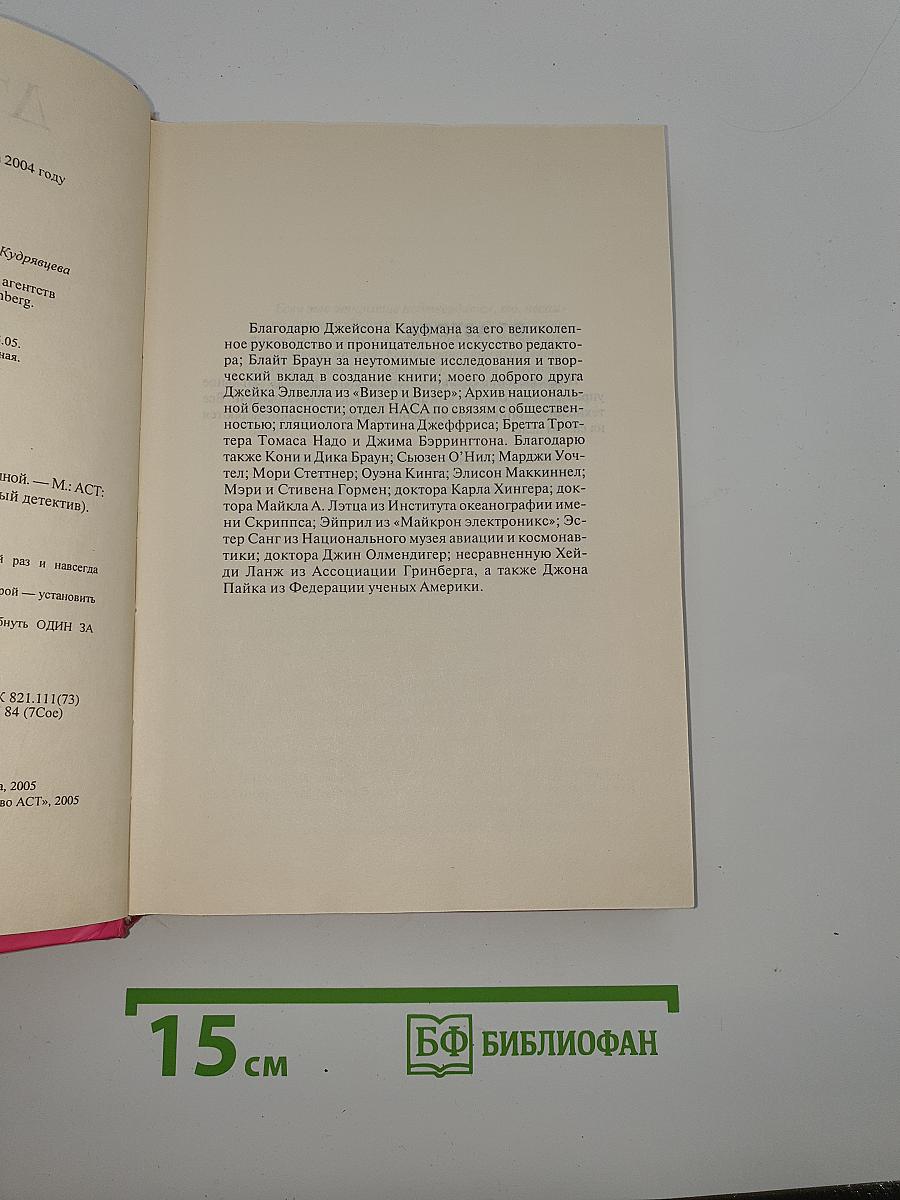 2004 году
Кудрявцева
агентств
nberg.
.05.
ная.
ной. — М.: АСТ:
ый детектив).
й раз и навсегда
рой — установить
бнуть ОДИН ЗА
К 821.111(73)
84 (7Сое)
а, 2005
во АСТ», 2005
Благодарю Джейсона Кауфмана за его великолеп-
ное руководство и проницательное искусство редакто-
ра; Блайт Браун за неутомимые исследования и твор-
ческий вклад в создание книги; моего доброго друга
Джейка Элвелла из «Визер и Визер»; Архив националь-
ной безопасности; отдел НАСА по связям с обществен-
ностью; гляциолога Мартина Джеффриса; Бретта Трот-
тера Томаса Надо и Джима Бэррингтона. Благодарю
также Кони и Дика Браун; Сьюзен О’Нил; Марджи Уоч-
тел; Мори Стеттнер; Оуэна Кинга; Элисон Маккиннел;
Мэри и Стивена Гормен; доктора Карла Хингера; док-
тора Майкла А. Лэтца из Института океанографии име-
ни Скриппса; Эйприл из «Майкрон электроникс»; Эс-
тер Санг из Национального музея авиации и космонав-
тики; доктора Джин Олмендигер; несравненную Хей-
ди Ланж из Ассоциации Гринберга, а также Джона
Пайка из Федерации ученых Америки.
15 см
БФ БИБЛИОФАН